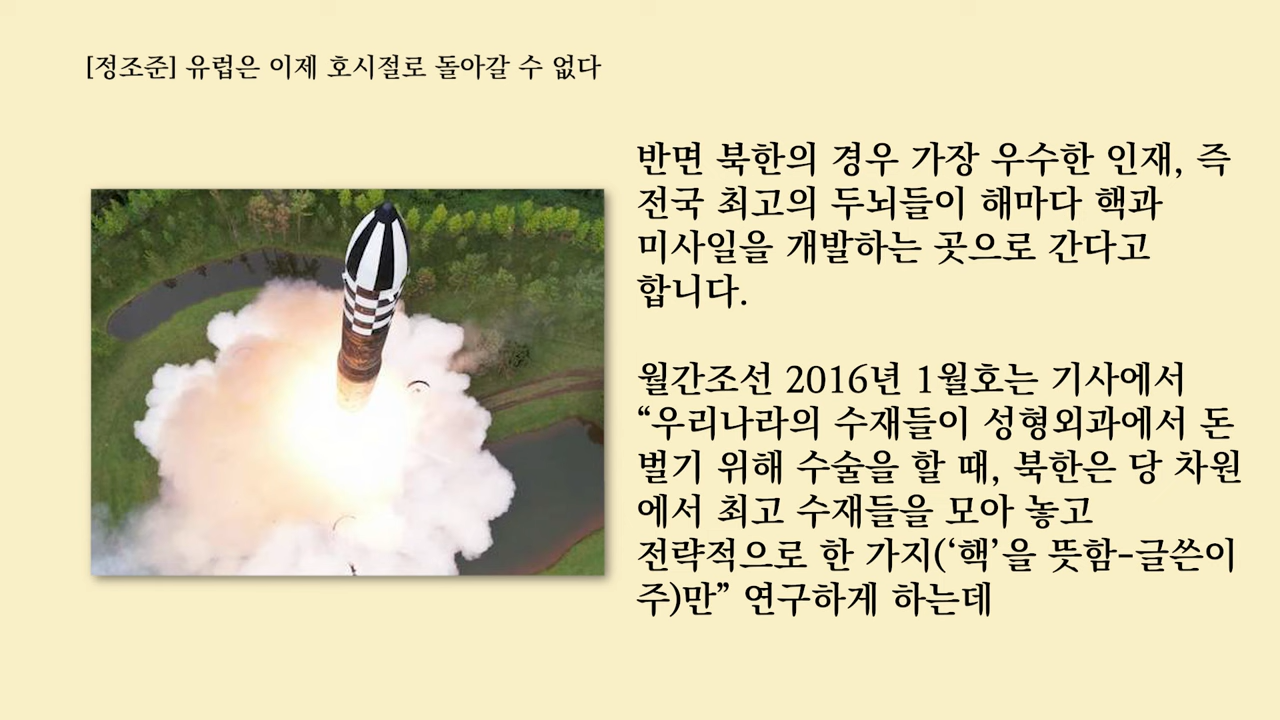 [정조준] 유럽은 이제 호시절로 돌아갈 수 없다
반면 북한의 경우 가장 우수한 인재, 즉
전국 최고의 두뇌들이 해마다 핵과
미사일을 개발하는 곳으로 간다고
합니다.
월간조선 2016년 1월호는 기사에서
“우리나라의 수재들이 성형외과에서 돈
벌기 위해 수술을 할 때, 북한은 당 차원
에서 최고 수재들을 모아 놓고
전략적으로 한 가지(‘핵’을 뜻함-글쓴이
주)만” 연구하게 하는데